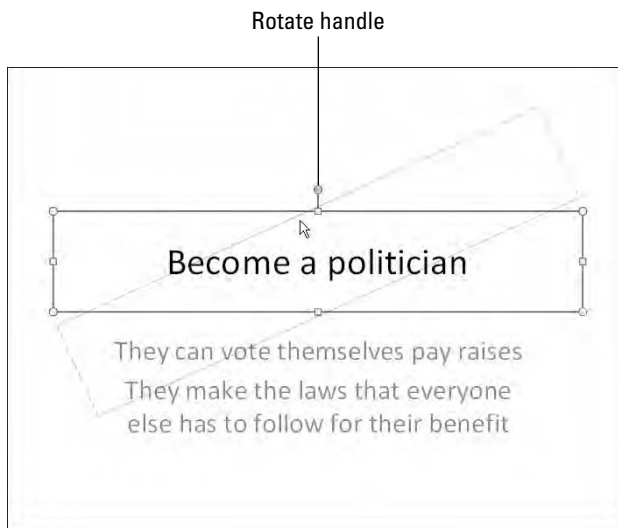 Rotate handle
Become a politician
They can vote themselves pay raises
They make the laws that everyone
else has to follow for their benefit